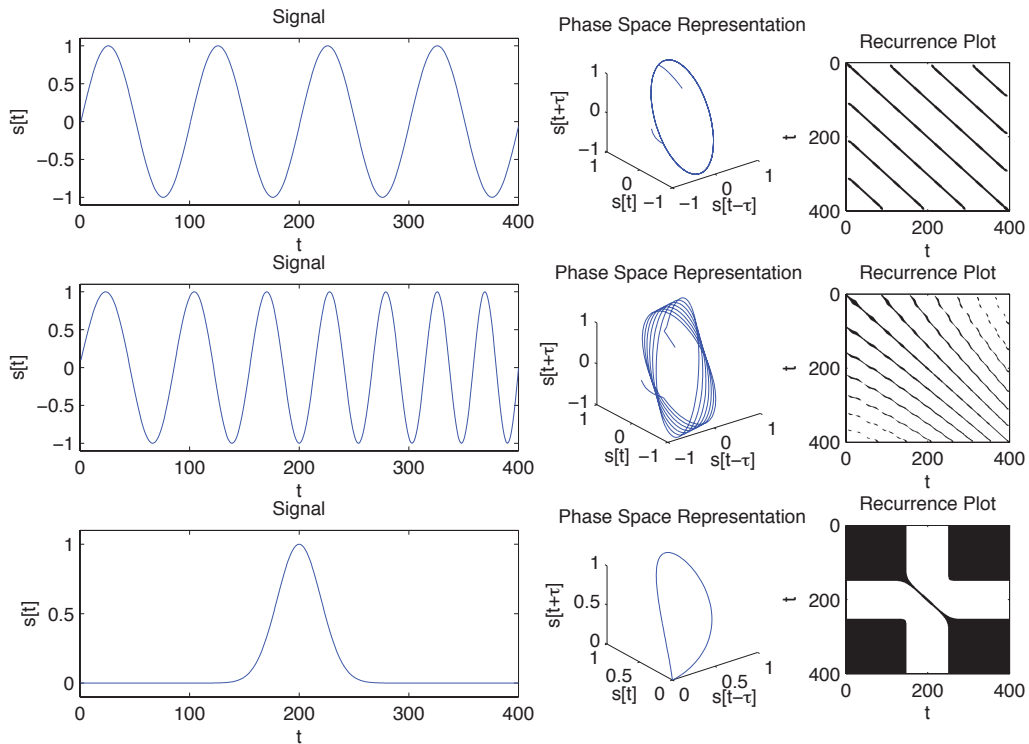 Signal
Phase Space Representation
Recurrence Plot
1
0.5
0
−0.5
−1
s[t]
0 100 200 300 400
t
1
0
−1
s[t+τ]
1
0
−1
s[t]
−1
0
1
s[t−τ]
0
200
400
t
0 200 400
t
Signal
Phase Space Representation
Recurrence Plot
1
0.5
0
−0.5
−1
s[t]
0 100 200 300 400
t
1
0
−1
s[t+τ]
1
0
−1
s[t]
−1
0
1
s[t−τ]
0
200
400
t
0 200 400
t
Signal
Phase Space Representation
Recurrence Plot
1
0.5
0
s[t]
0 100 200 300 400
t
1
0.5
0
s[t+τ]
1
0.5
0
s[t]
0
0.5
1
s[t−τ]
0
200
400
t
0 200 400
t